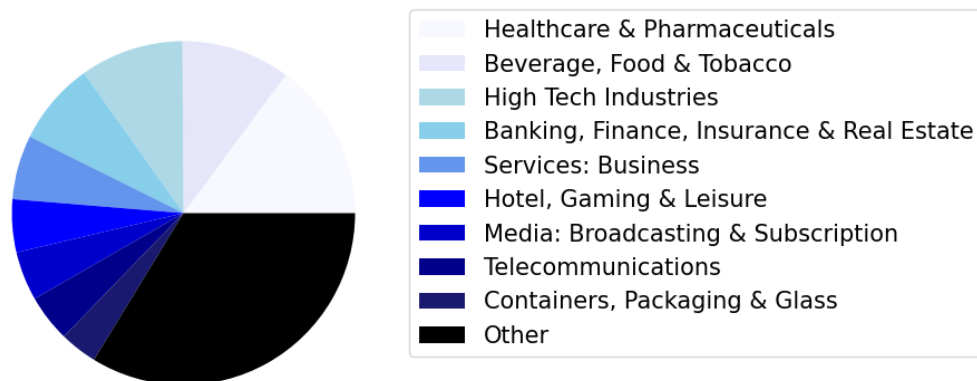 Healthcare & Pharmaceuticals
Beverage, Food & Tobacco
High Tech Industries
Banking, Finance, Insurance & Real Estate
Services: Business
Hotel, Gaming & Leisure
Media: Broadcasting & Subscription
Telecommunications
Containers, Packaging & Glass
Other